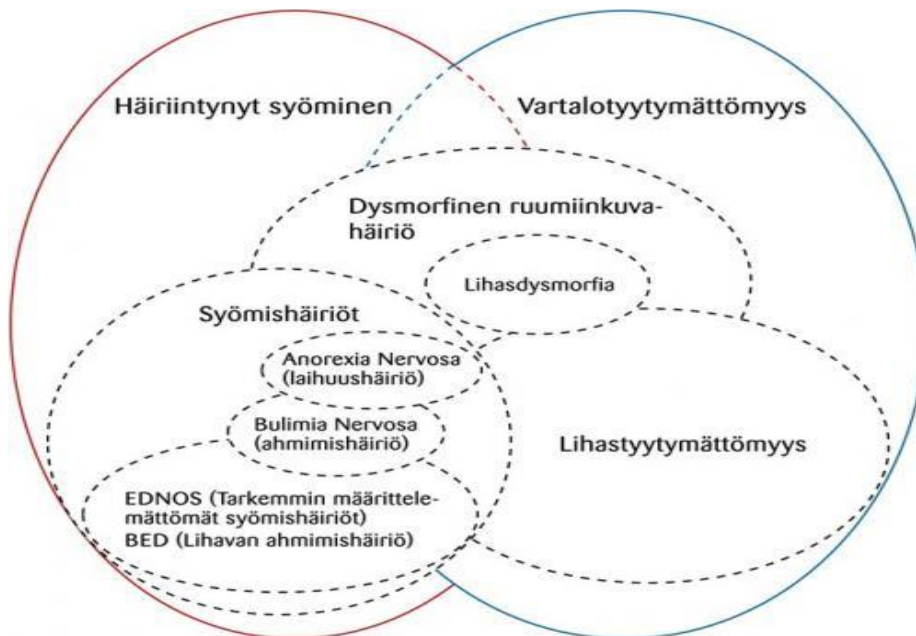 Häiriintynyt syöminen
Vartalotyytymättömyys
Dysmorfinen ruumiinkuva-
häiriö
Lihasdysmorfia
Syömishäiriöt
Anorexia Nervosa
(laihuushäiriö)
Bulimia Nervosa
(ahmimishäiriö)
Lihastyytymättömyys
EDNOS (Tarkemmin määrittele-
mättömät syömishäiriöt)
BED (Lihavan ahmimishäiriö)